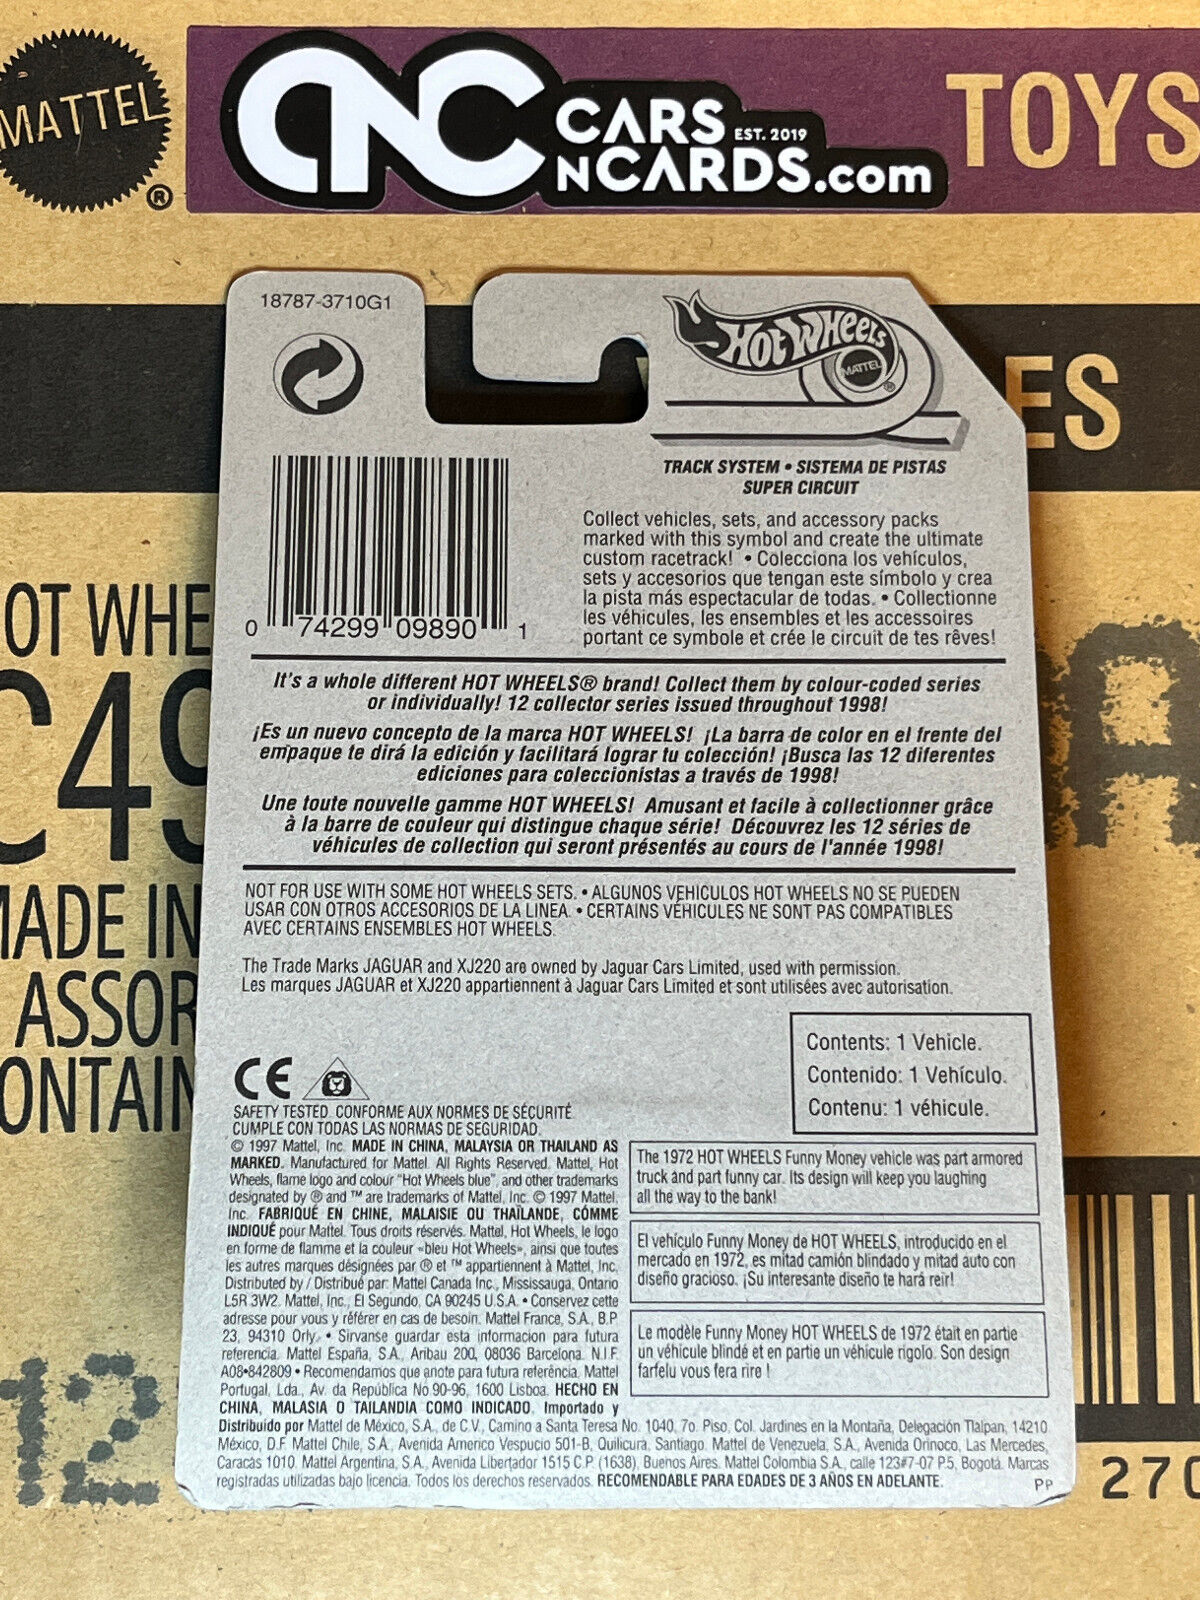 MATTEL
®
CNC
CARS
EST. 2019
NCARDS.com
TOYS
ES
OT WHE
C49
MADE IN
ASSOR
ONTAIN
12
270
18787-3710G1
Hot Wheels
MATTEL
®
TRACK SYSTEM • SISTEMA DE PISTAS
SUPER CIRCUIT
Collect vehicles, sets, and accessory packs
marked with this symbol and create the ultimate
custom racetrack! • Colecciona los vehículos,
sets y accesorios que tengan este símbolo y crea
la pista más espectacular de todas. • Collectionne
les véhicules, les ensembles et les accessoires
portant ce symbole et crée le circuit de tes rêves!
0 74299 09890 1
It's a whole different HOT WHEELS® brand! Collect them by colour-coded series
or individually! 12 collector series issued throughout 1998!
¡Es un nuevo concepto de la marca HOT WHEELS! ¡La barra de color en el frente del
empaque te dirá la edición y facilitará lograr tu colección! ¡Busca las 12 diferentes
ediciones para coleccionistas a través de 1998!
Une toute nouvelle gamme HOT WHEELS! Amusant et facile à collectionner grâce
à la barre de couleur qui distingue chaque série! Découvrez les 12 séries de
véhicules de collection qui seront présentés au cours de l'année 1998!
NOT FOR USE WITH SOME HOT WHEELS SETS. • ALGUNOS VEHICULOS HOT WHEELS NO SE PUEDEN
USAR CON OTROS ACCESORIOS DE LA LINEA. • CERTAINS VÉHICULES NE SONT PAS COMPATIBLES
AVEC CERTAINS ENSEMBLES HOT WHEELS.
The Trade Marks JAGUAR and XJ220 are owned by Jaguar Cars Limited, used with permission.
Les marques JAGUAR et XJ220 appartiennent à Jaguar Cars Limited et sont utilisées avec autorisation.
Contents: 1 Vehicle.
Contenido: 1 Vehículo.
Contenu: 1 véhicule.
CE
SAFETY TESTED. CONFORME AUX NORMES DE SÉCURITÉ.
CUMPLE CON TODAS LAS NORMAS DE SEGURIDAD.
© 1997 Mattel, Inc. MADE IN CHINA, MALAYSIA OR THAILAND AS
MARKED. Manufactured for Mattel. All Rights Reserved. Mattel, Hot
Wheels, flame logo and colour "Hot Wheels blue", and other trademarks
designated by ® and ™ are trademarks of Mattel, Inc. © 1997 Mattel,
Inc. FABRIQUÉ EN CHINE, MALAISIE OU THAÏLANDE, COMME
INDIQUÉ pour Mattel. Tous droits réservés. Mattel, Hot Wheels, le logo
en forme de flamme et la couleur «bleu Hot Wheels», ainsi que toutes
les autres marques désignées par ® et ™ appartiennent à Mattel, Inc.
Distributed by / Distribué par: Mattel Canada Inc., Mississauga, Ontario
L5R 3W2. Mattel, Inc., El Segundo, CA 90245 U.S.A. • Conservez cette
adresse pour vous y référer en cas de besoin. Mattel France, S.A., B.P.
23, 94310 Orly. • Sirvanse guardar esta informacion para futura
referencia. Mattel España, S.A., Aribau 200, 08036 Barcelona. N.I.F.
A08•842809 • Recomendamos que anote para futura referência. Mattel
Portugal, Lda., Av. da República No 90-96, 1600 Lisboa. HECHO EN
CHINA, MALASIA O TAILANDIA COMO INDICADO. Importado y
Distribuido por Mattel de México, S.A., de C.V., Camino a Santa Teresa No. 1040, 7o. Piso, Col. Jardines en la Montaña, Delegación Tlalpan, 14210
México, D.F. Mattel Chile, S.A., Avenida Americo Vespucio 501-B, Quilicura, Santiago. Mattel de Venezuela, S.A., Avenida Orinoco, Las Mercedes,
Caracas 1010. Mattel Argentina, S.A., Avenida Libertador 1515 C.P. (1638), Buenos Aires. Mattel Colombia S.A., calle 123#7-07 P.5, Bogotá. Marcas
registradas utilizadas bajo licencia. Todos los derechos reservados. RECOMENDABLE PARA EDADES DE 3 AÑOS EN ADELANTE.
The 1972 HOT WHEELS Funny Money vehicle was part armored
truck and part funny car. Its design will keep you laughing
all the way to the bank!
El vehículo Funny Money de HOT WHEELS, introducido en el
mercado en 1972, es mitad camión blindado y mitad auto con
diseño gracioso. ¡Su interesante diseño te hará reir!
Le modèle Funny Money HOT WHEELS de 1972 était en partie
un véhicule blindé et en partie un véhicule rigolo. Son design
farfelu vous fera rire !
PP